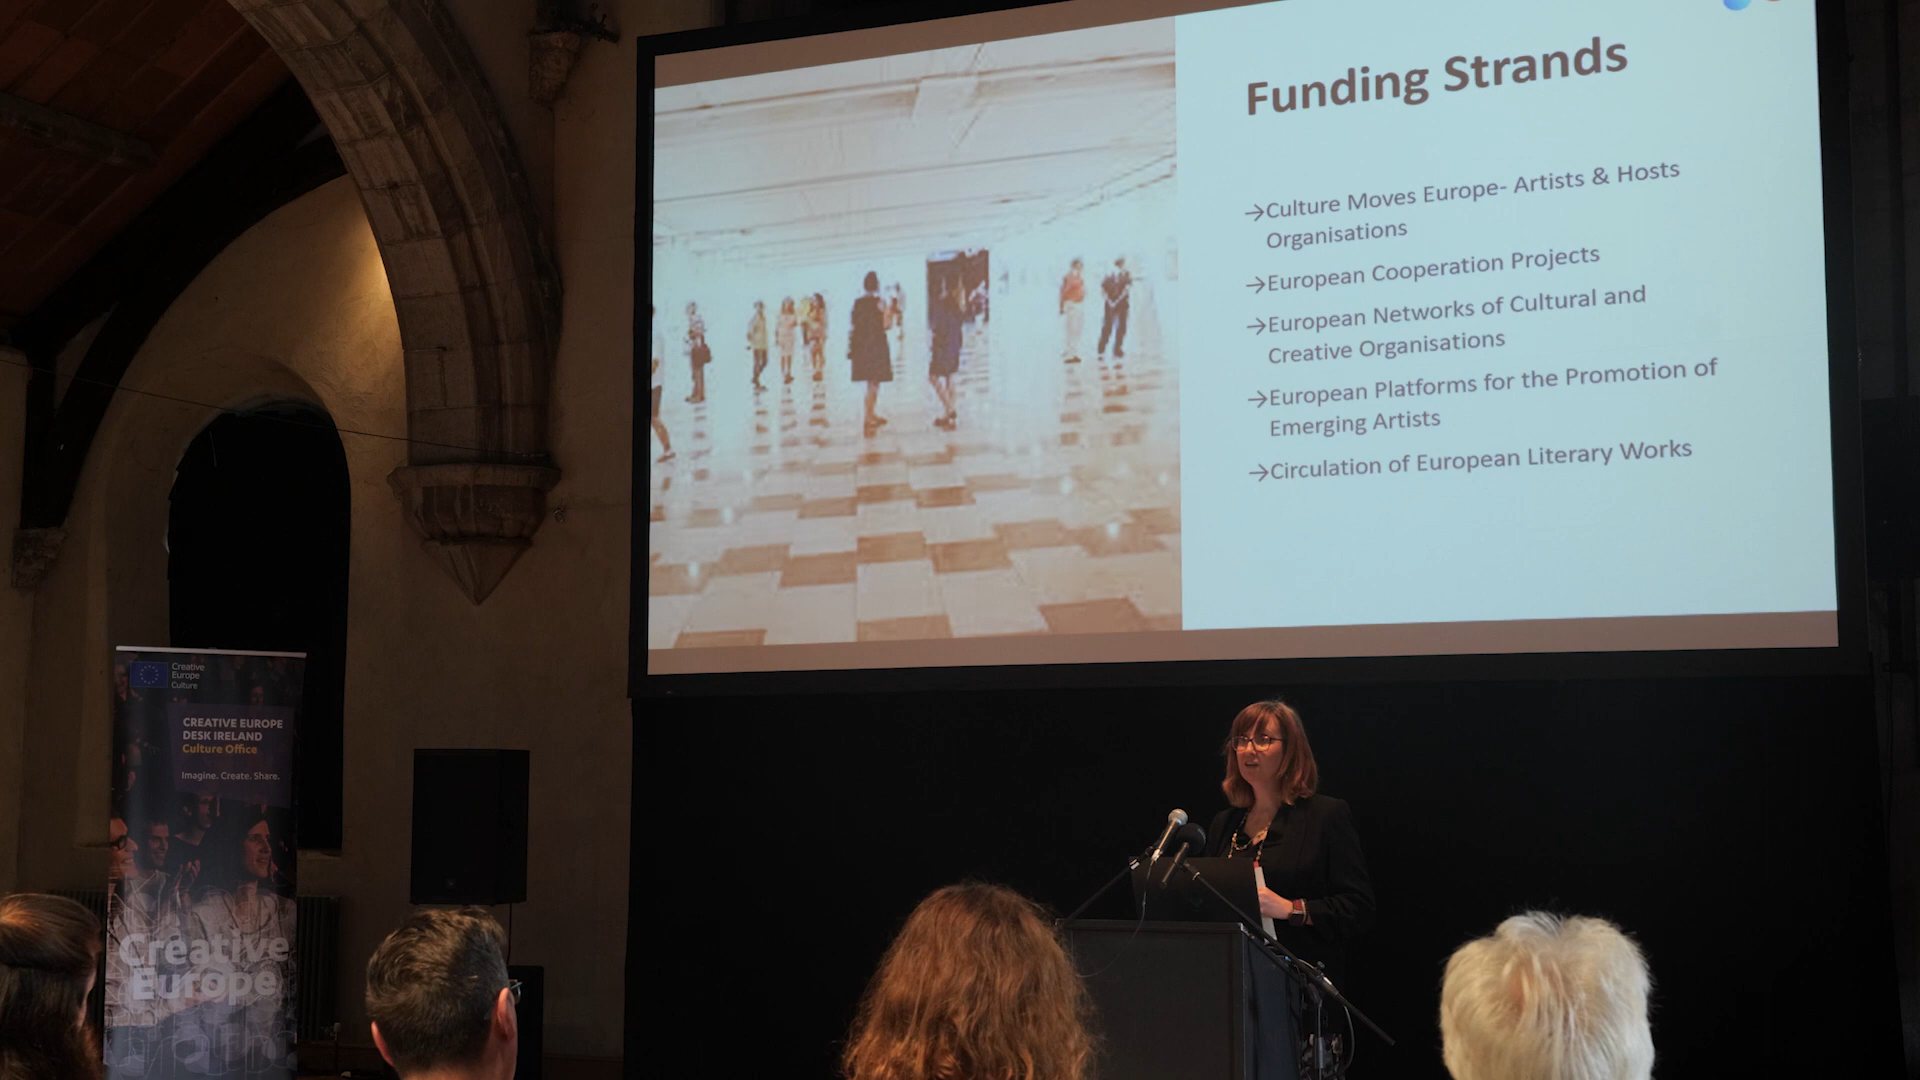 Funding Strands
→Culture Moves Europe- Artists & Hosts
Organisations
→European Cooperation Projects
→European Networks of Cultural and
Creative Organisations
→European Platforms for the Promotion of
Emerging Artists
→Circulation of European Literary Works
Creative
Europe
Culture
CREATIVE EUROPE
DESK IRELAND
Culture Office
Imagine. Create. Share.
Creative
Europe